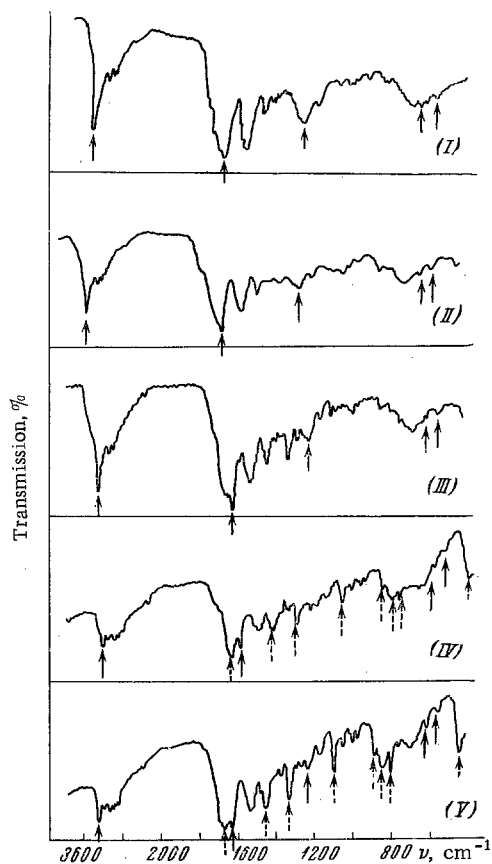 Transmission, %
(I)
(II)
(III)
(IV)
(V)
3600 2000 1600 1200 800 ν, cm⁻¹